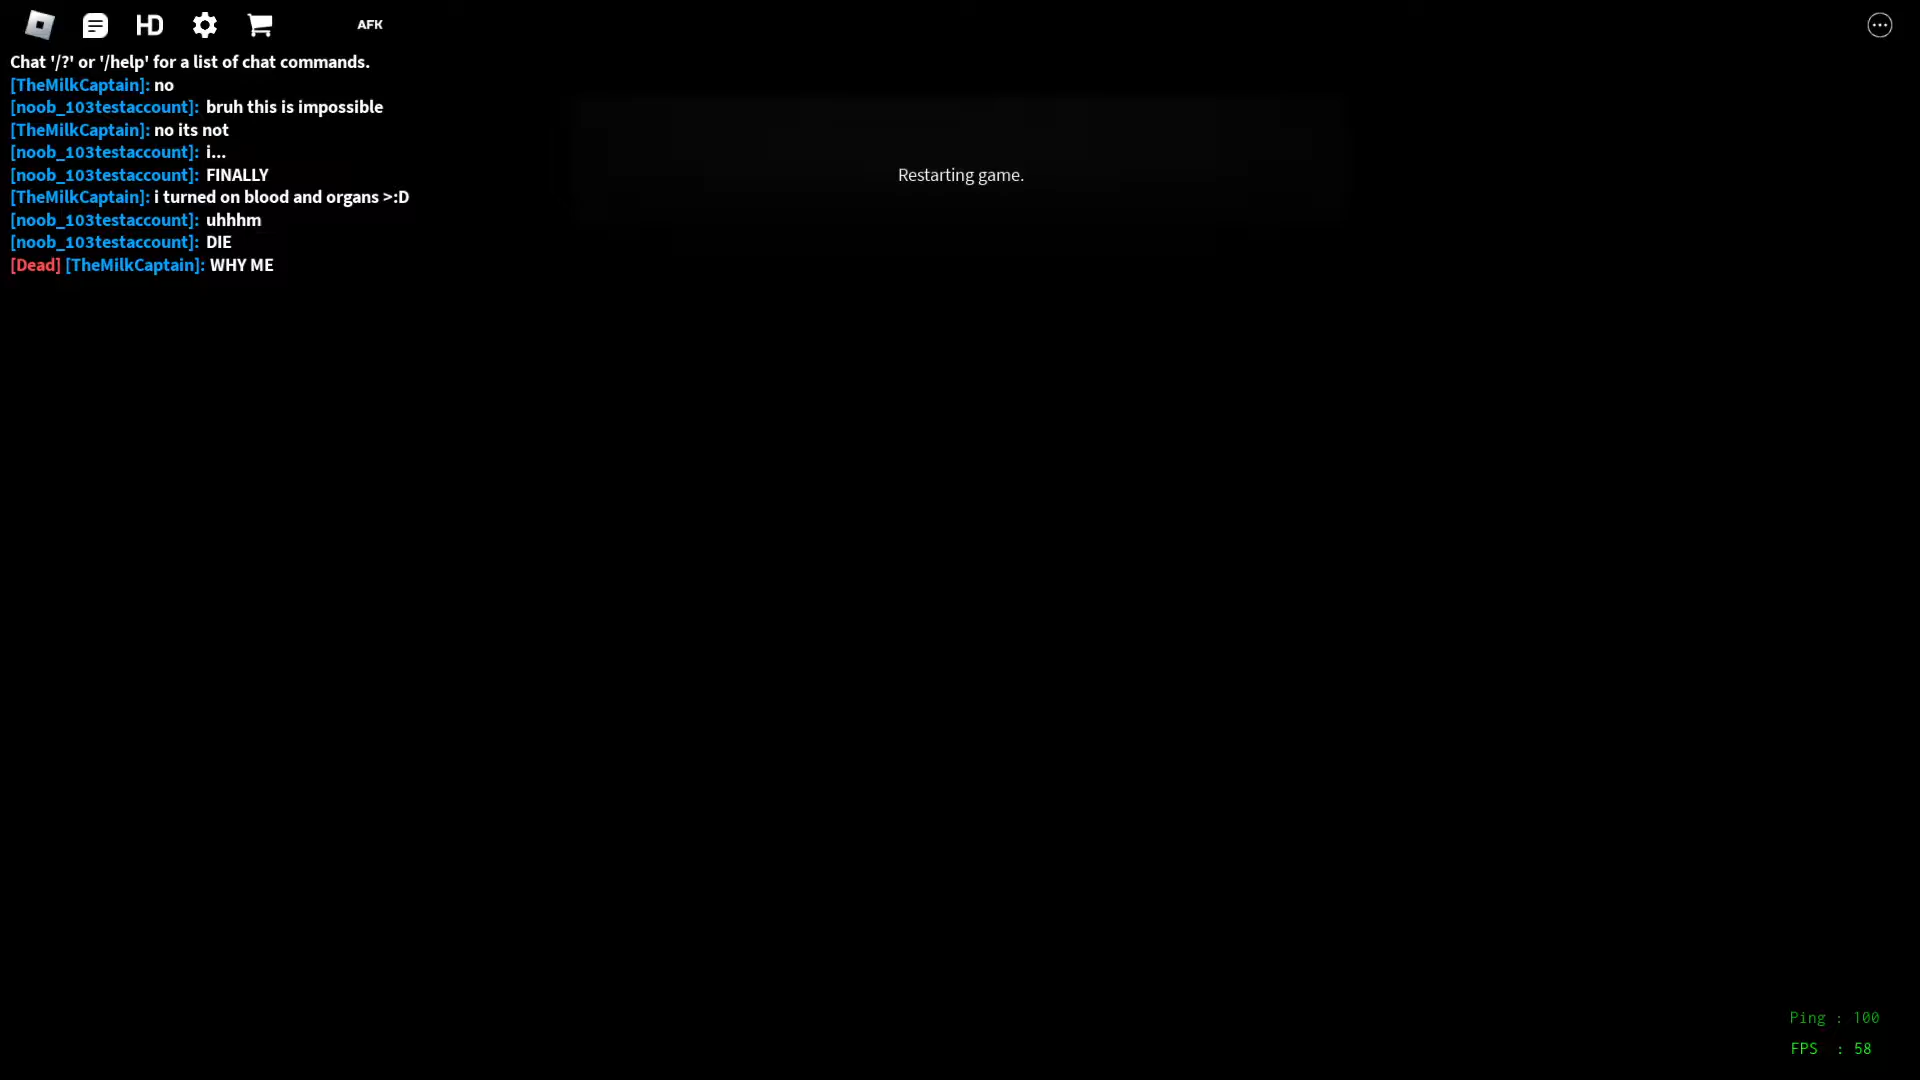 HD
AFK
Chat '/?' or '/help' for a list of chat commands.
[TheMilkCaptain]: no
[noob_103testaccount]: bruh this is impossible
[TheMilkCaptain]: no its not
[noob_103testaccount]: i...
[noob_103testaccount]: FINALLY
[TheMilkCaptain]: i turned on blood and organs >:D
[noob_103testaccount]: uhhhm
[noob_103testaccount]: DIE
[Dead] [TheMilkCaptain]: WHY ME
Restarting game.
Ping : 100
FPS : 58